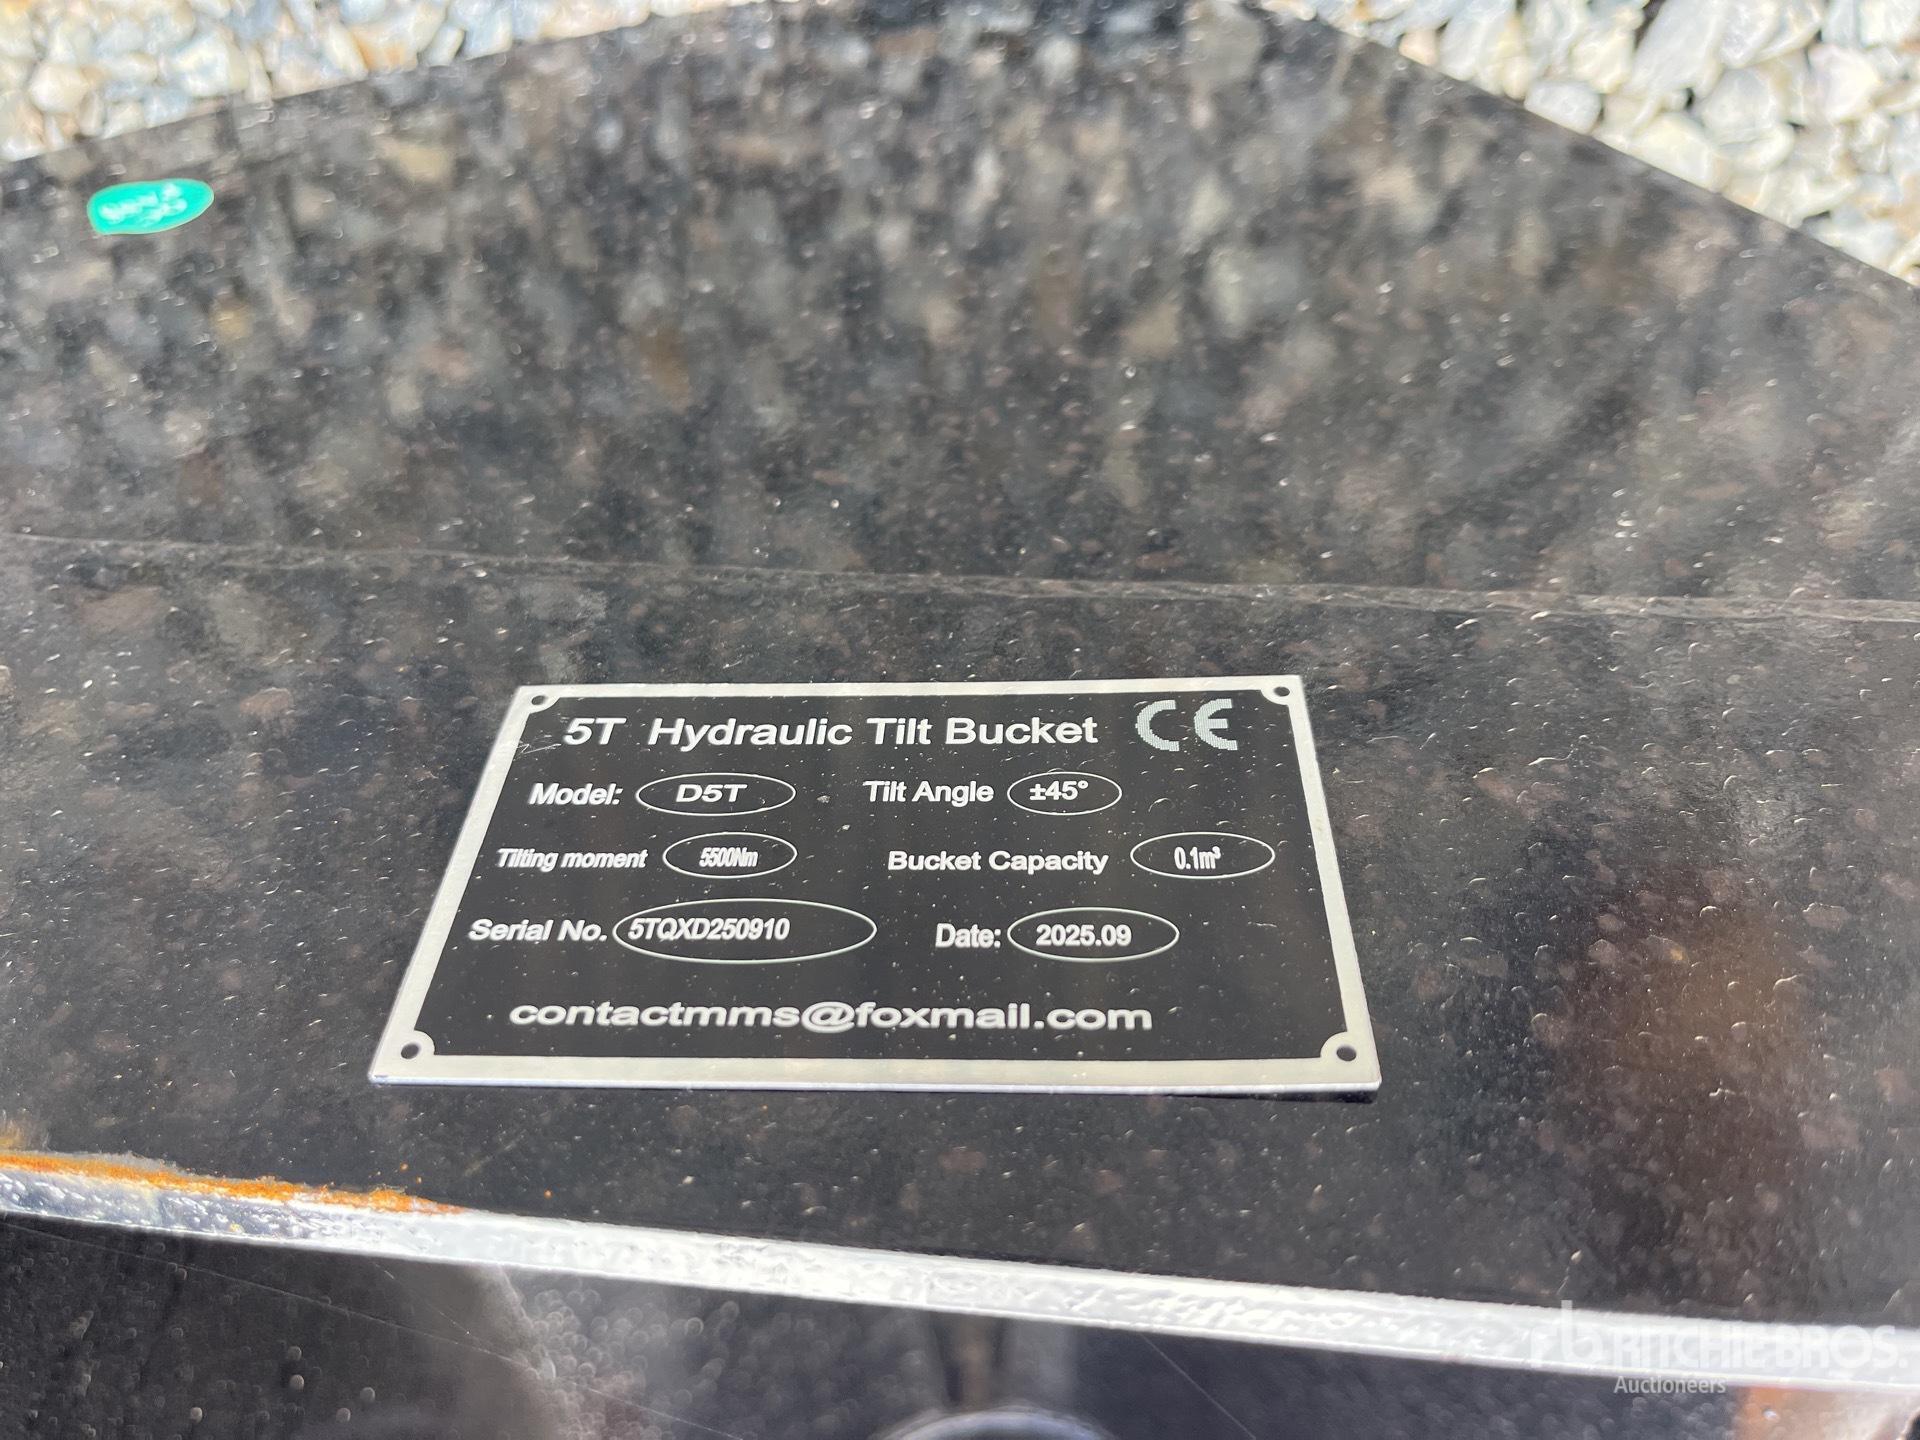 5T Hydraulic Tilt Bucket CE
Model: D5T Tilt Angle ±45°
Tilting moment 5500Nm Bucket Capacity 0.1m³
Serial No. 5TQXD250910 Date: 2025.09
contactmms@foxmail.com
rb RITCHIE BROS.
Auctioneers